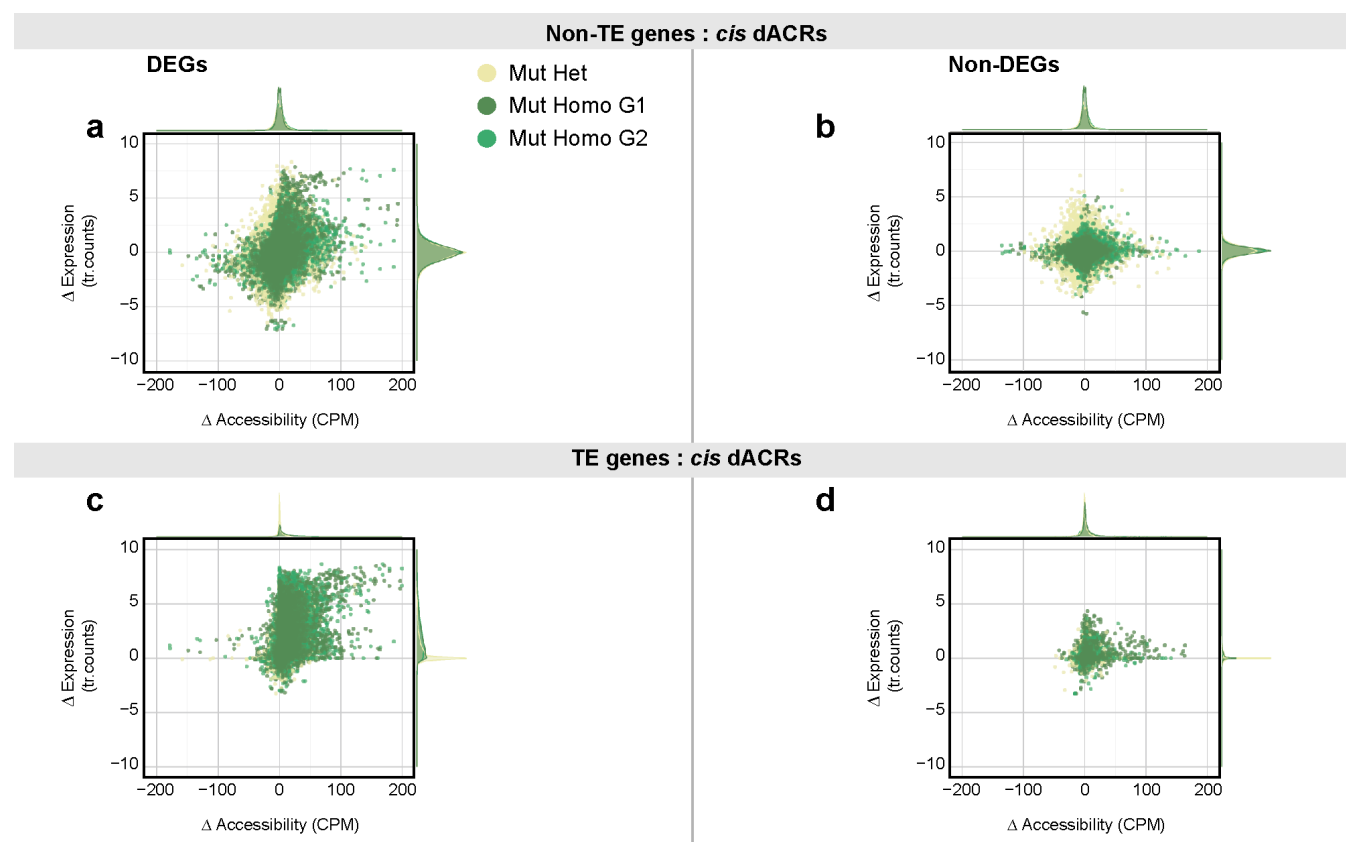 Non-TE genes : cis dACRs
DEGs
Mut Het
Mut Homo G1
Mut Homo G2
Non-DEGs
a
10
5
0
−5
−10
Δ Expression
(tr.counts)
−200 −100 0 100 200
Δ Accessibility (CPM)
b
10
5
0
−5
−10
Δ Expression
(tr.counts)
−200 −100 0 100 200
Δ Accessibility (CPM)
TE genes : cis dACRs
c
10
5
0
−5
−10
Δ Expression
(tr.counts)
−200 −100 0 100 200
Δ Accessibility (CPM)
d
10
5
0
−5
−10
Δ Expression
(tr.counts)
−200 −100 0 100 200
Δ Accessibility (CPM)